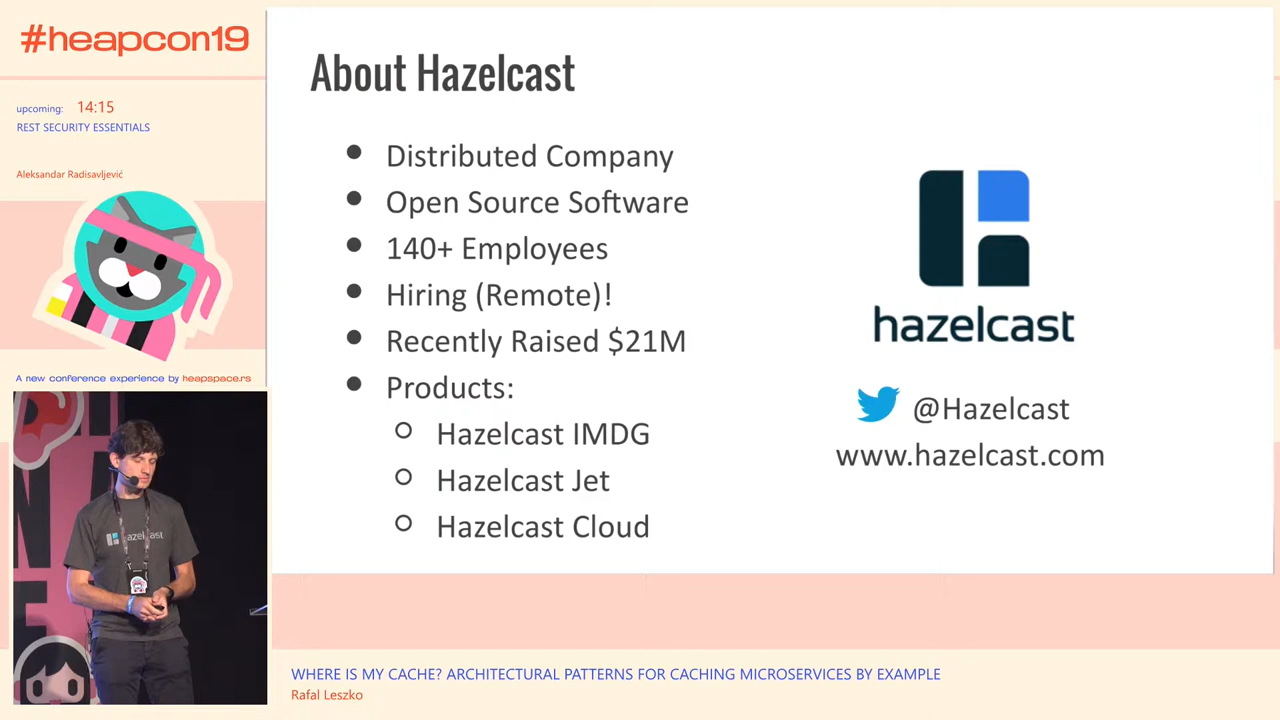 #heapcon19
upcoming: 14:15
REST SECURITY ESSENTIALS
Aleksandar Radisavljević
A new conference experience by heapspace.rs
About Hazelcast
● Distributed Company
● Open Source Software
● 140+ Employees
● Hiring (Remote)!
● Recently Raised $21M
● Products:
○ Hazelcast IMDG
○ Hazelcast Jet
○ Hazelcast Cloud
hazelcast
@Hazelcast
www.hazelcast.com
hazelcast
WHERE IS MY CACHE? ARCHITECTURAL PATTERNS FOR CACHING MICROSERVICES BY EXAMPLE
Rafal Leszko